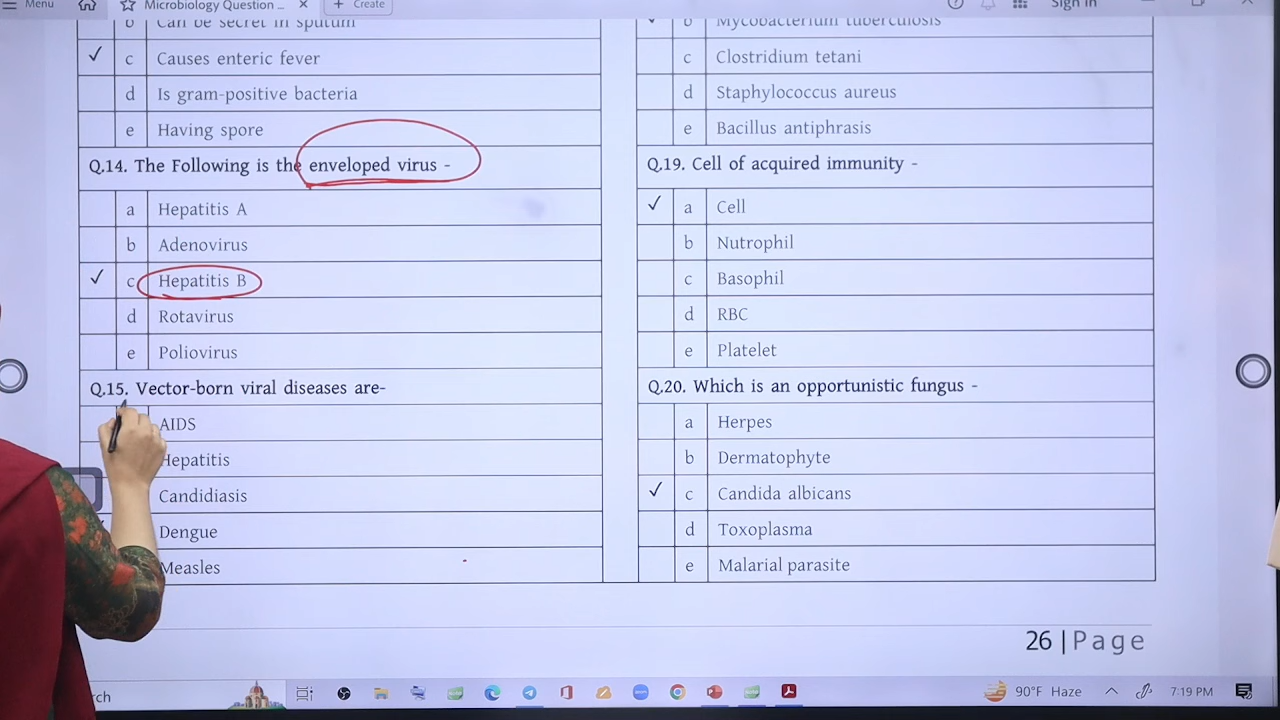 Menu
Microbiology Question ...
+ Create
Sign in
b Can be secret in sputum
✓ c Causes enteric fever
d Is gram-positive bacteria
e Having spore
Q.14. The Following is the enveloped virus -
a Hepatitis A
b Adenovirus
✓ c Hepatitis B
d Rotavirus
e Poliovirus
Q.15. Vector-born viral diseases are-
AIDS
Hepatitis
Candidiasis
Dengue
Measles
✓ b Mycobacterium tuberculosis
c Clostridium tetani
d Staphylococcus aureus
e Bacillus antiphrasis
Q.19. Cell of acquired immunity -
✓ a Cell
b Nutrophil
c Basophil
d RBC
e Platelet
Q.20. Which is an opportunistic fungus -
a Herpes
b Dermatophyte
✓ c Candida albicans
d Toxoplasma
e Malarial parasite
26 | Page
90°F Haze
7:19 PM